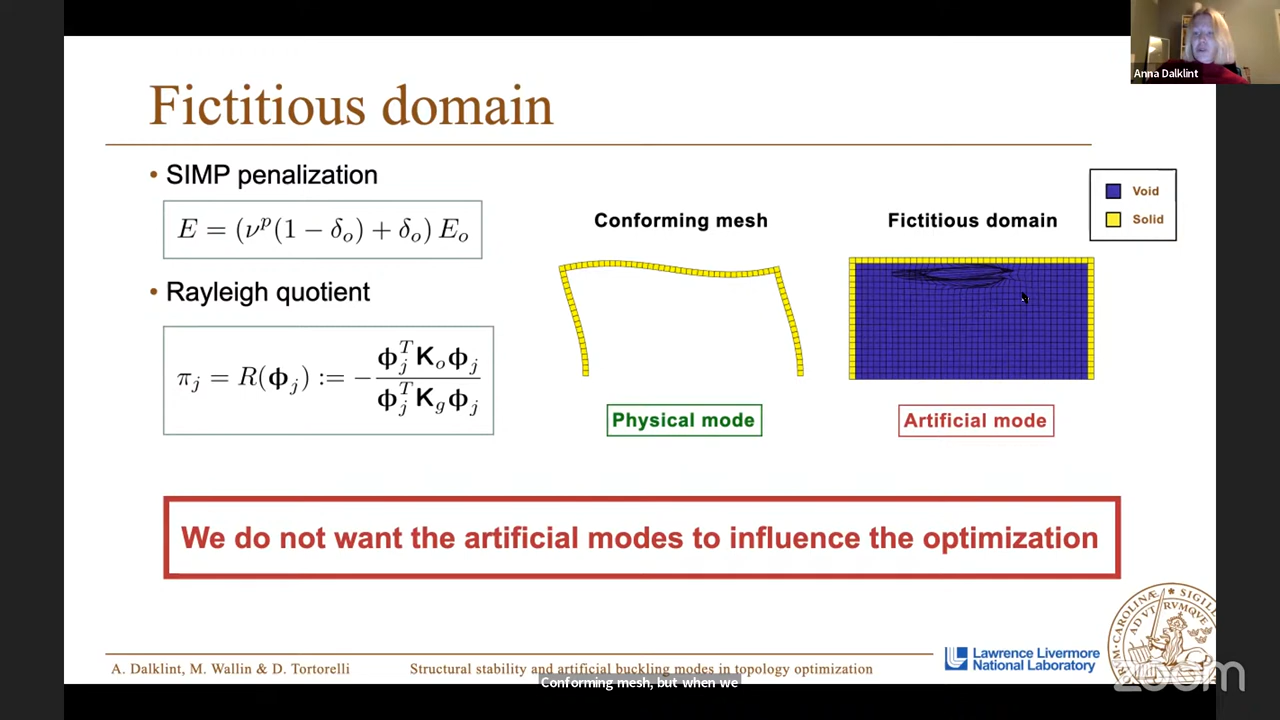 Anna Dalklint
Fictitious domain
• SIMP penalization
E = (ν^p(1 − δ_o) + δ_o) E_o
• Rayleigh quotient
π_j = R(ϕ_j) := − ϕ_j^T K_o ϕ_j / ϕ_j^T K_g ϕ_j
Conforming mesh
Physical mode
Fictitious domain
Artificial mode
Void
Solid
We do not want the artificial modes to influence the optimization
A. Dalklint, M. Wallin & D. Tortorelli
Structural stability and artificial buckling modes in topology optimization
Lawrence Livermore
National Laboratory
Conforming mesh, but when we
zoom